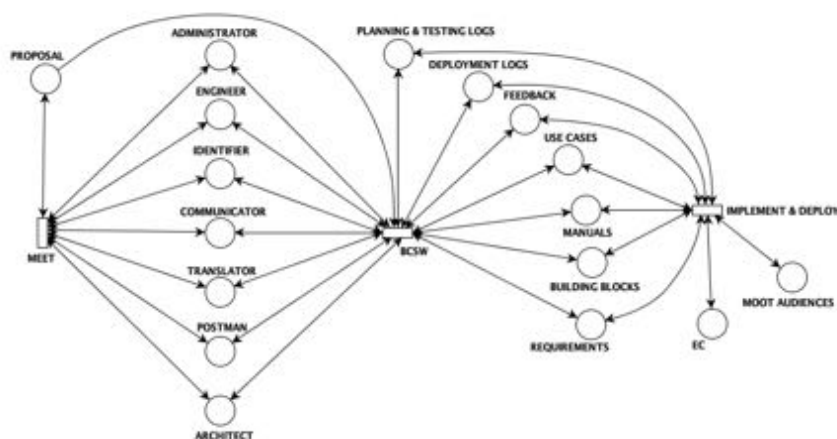 PLANNING & TESTING LOGS
ADMINISTRATOR
PROPOSAL
DEPLOYMENT LOGS
ENGINEER
FEEDBACK
USE CASES
IDENTIFIER
COMMUNICATOR
IMPLEMENT & DEPLOY
MANUALS
MEET
BCSW
TRANSLATOR
BUILDING BLOCKS
MOOT AUDIENCES
POSTMAN
REQUIREMENTS
EC
ARCHITECT